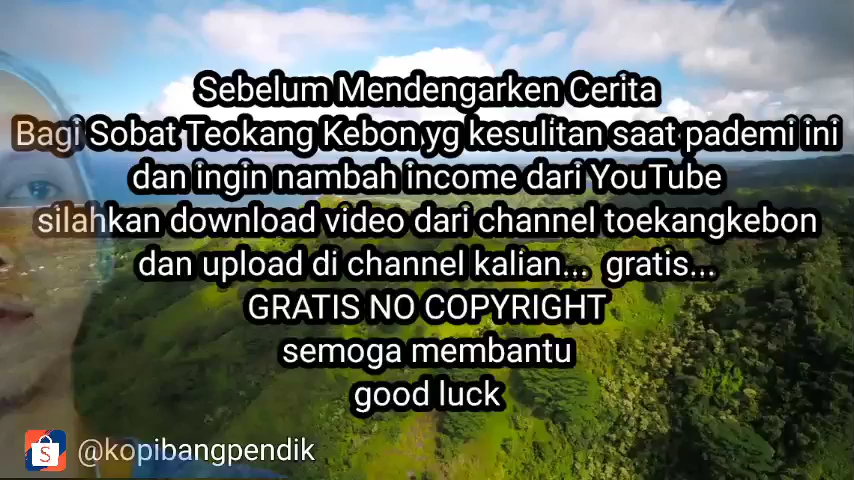 Sebelum Mendengarken Cerita
Bagi Sobat Teokang Kebon yg kesulitan saat pademi ini
dan ingin nambah income dari YouTube
silahkan download video dari channel toekangkebon
dan upload di channel kalian... gratis...
GRATIS NO COPYRIGHT
semoga membantu
good luck
@kopibangpendik